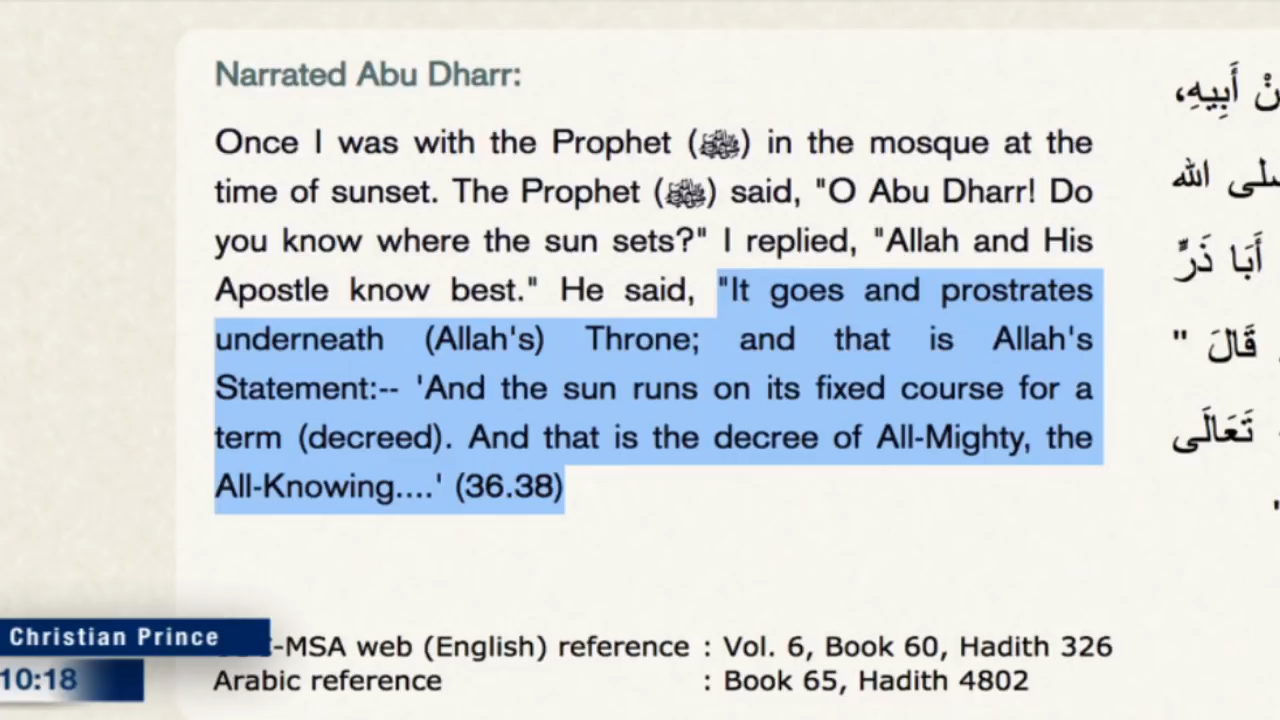 Narrated Abu Dharr:
Once I was with the Prophet (ﷺ) in the mosque at the
time of sunset. The Prophet (ﷺ) said, "O Abu Dharr! Do
you know where the sun sets?" I replied, "Allah and His
Apostle know best." He said, "It goes and prostrates
underneath (Allah's) Throne; and that is Allah's
Statement:-- 'And the sun runs on its fixed course for a
term (decreed). And that is the decree of All-Mighty, the
All-Knowing....' (36.38)
نْ أَبِيهِ،
صلى الله
أَبَا ذَرٍّ
قَالَ "
تَعَالَى
"
Christian Prince
-MSA web (English) reference : Vol. 6, Book 60, Hadith 326
10:18
Arabic reference : Book 65, Hadith 4802